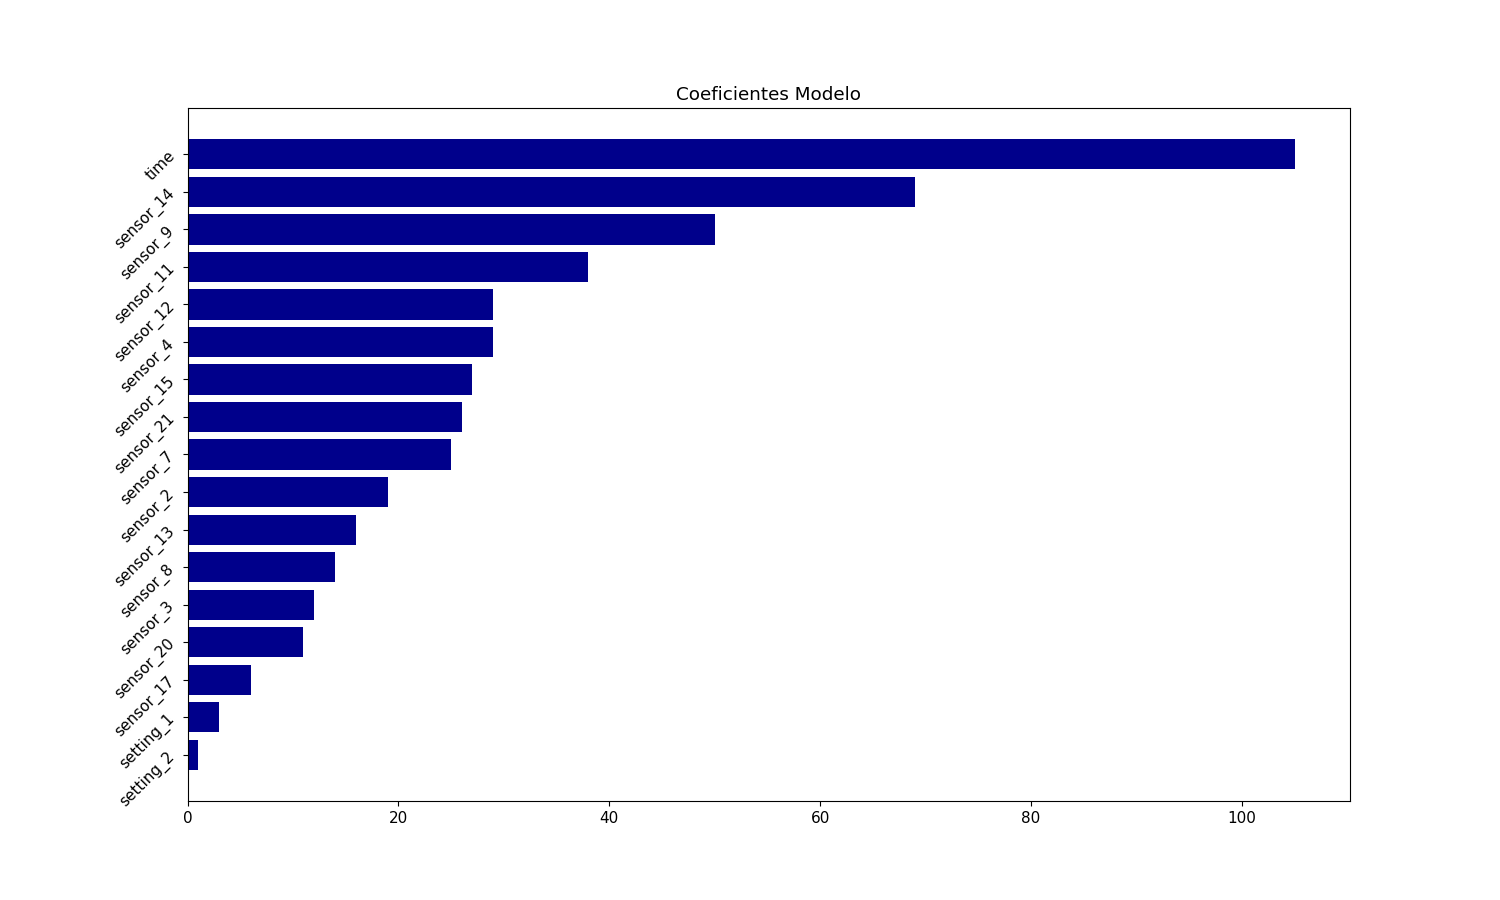 Coeficientes Modelo
time
sensor_14
sensor_9
sensor_11
sensor_12
sensor_4
sensor_15
sensor_21
sensor_7
sensor_2
sensor_13
sensor_8
sensor_3
sensor_20
sensor_17
setting_1
setting_2
0 20 40 60 80 100